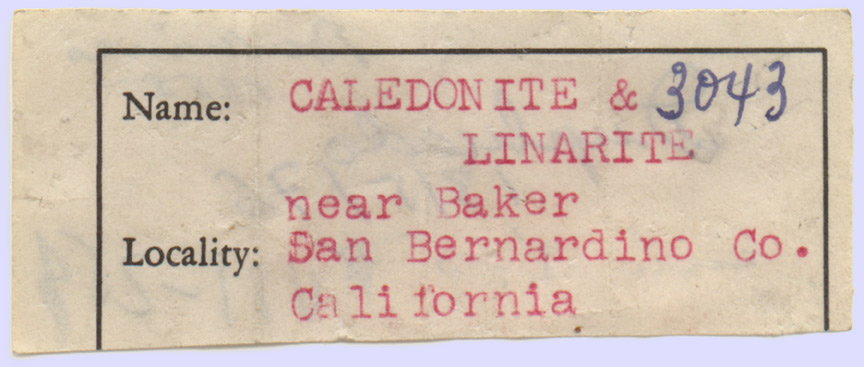 Name: CALEDONITE & 3043
LINARITE
near Baker
Locality: San Bernardino Co.
California